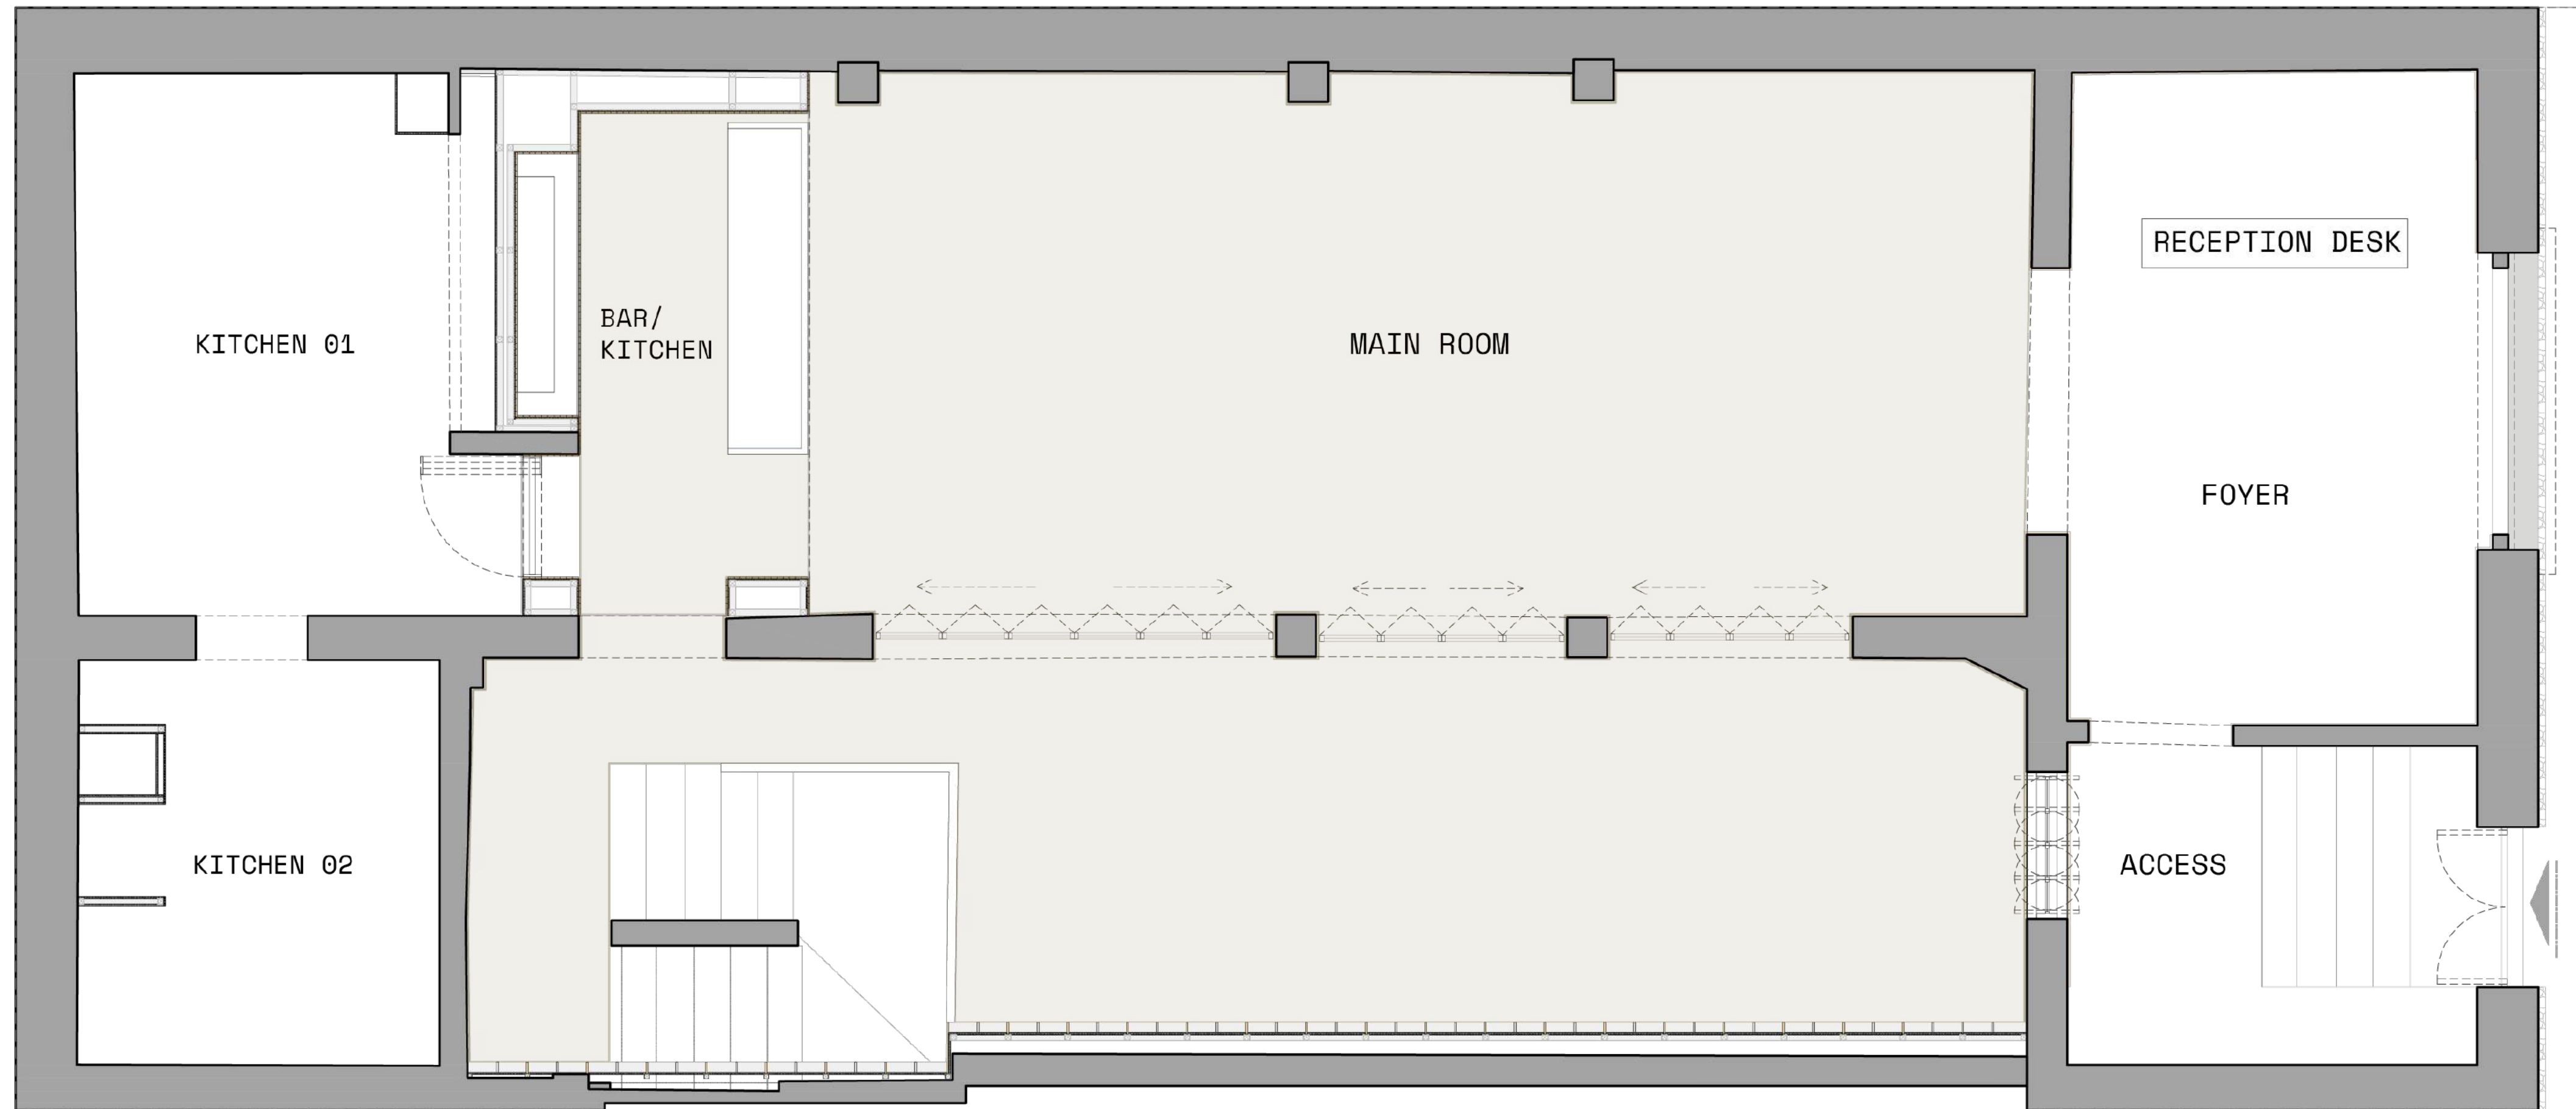 RECEPTION DESK
BAR/
KITCHEN
KITCHEN 01
MAIN ROOM
FOYER
KITCHEN 02
ACCESS